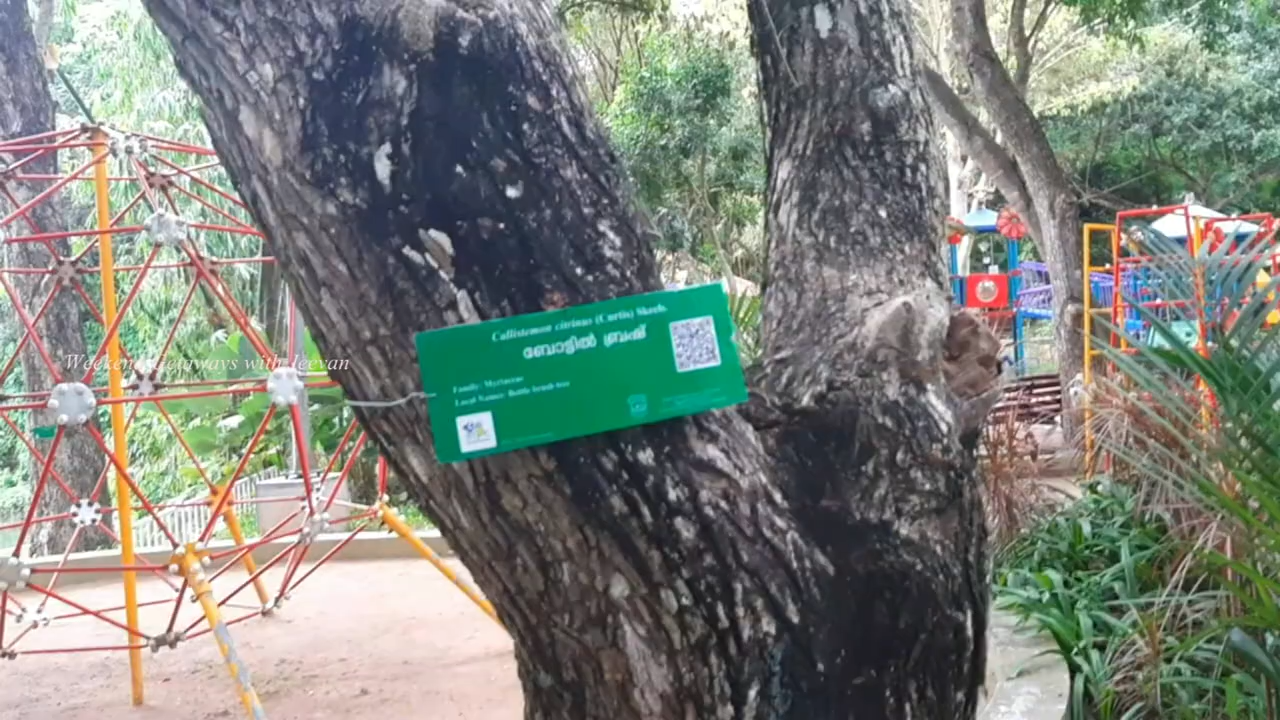 Weekend Getaways with Jeevan
Callistemon citrinus (Curtis) Skeels.
ബോട്ടിൽ ബ്രഷ്
Family: Myrtaceae
Local Names: Bottle brush tree